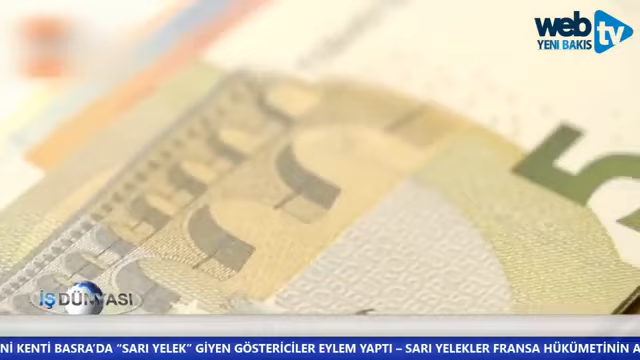 web tv
YENİ BAKIŞ
5
İŞ DÜNYASI
Nİ KENTİ BASRA'DA “SARI YELEK” GİYEN GÖSTERİCİLER EYLEM YAPTI – SARI YELEKLER FRANSA HÜKÜMETİNİN A